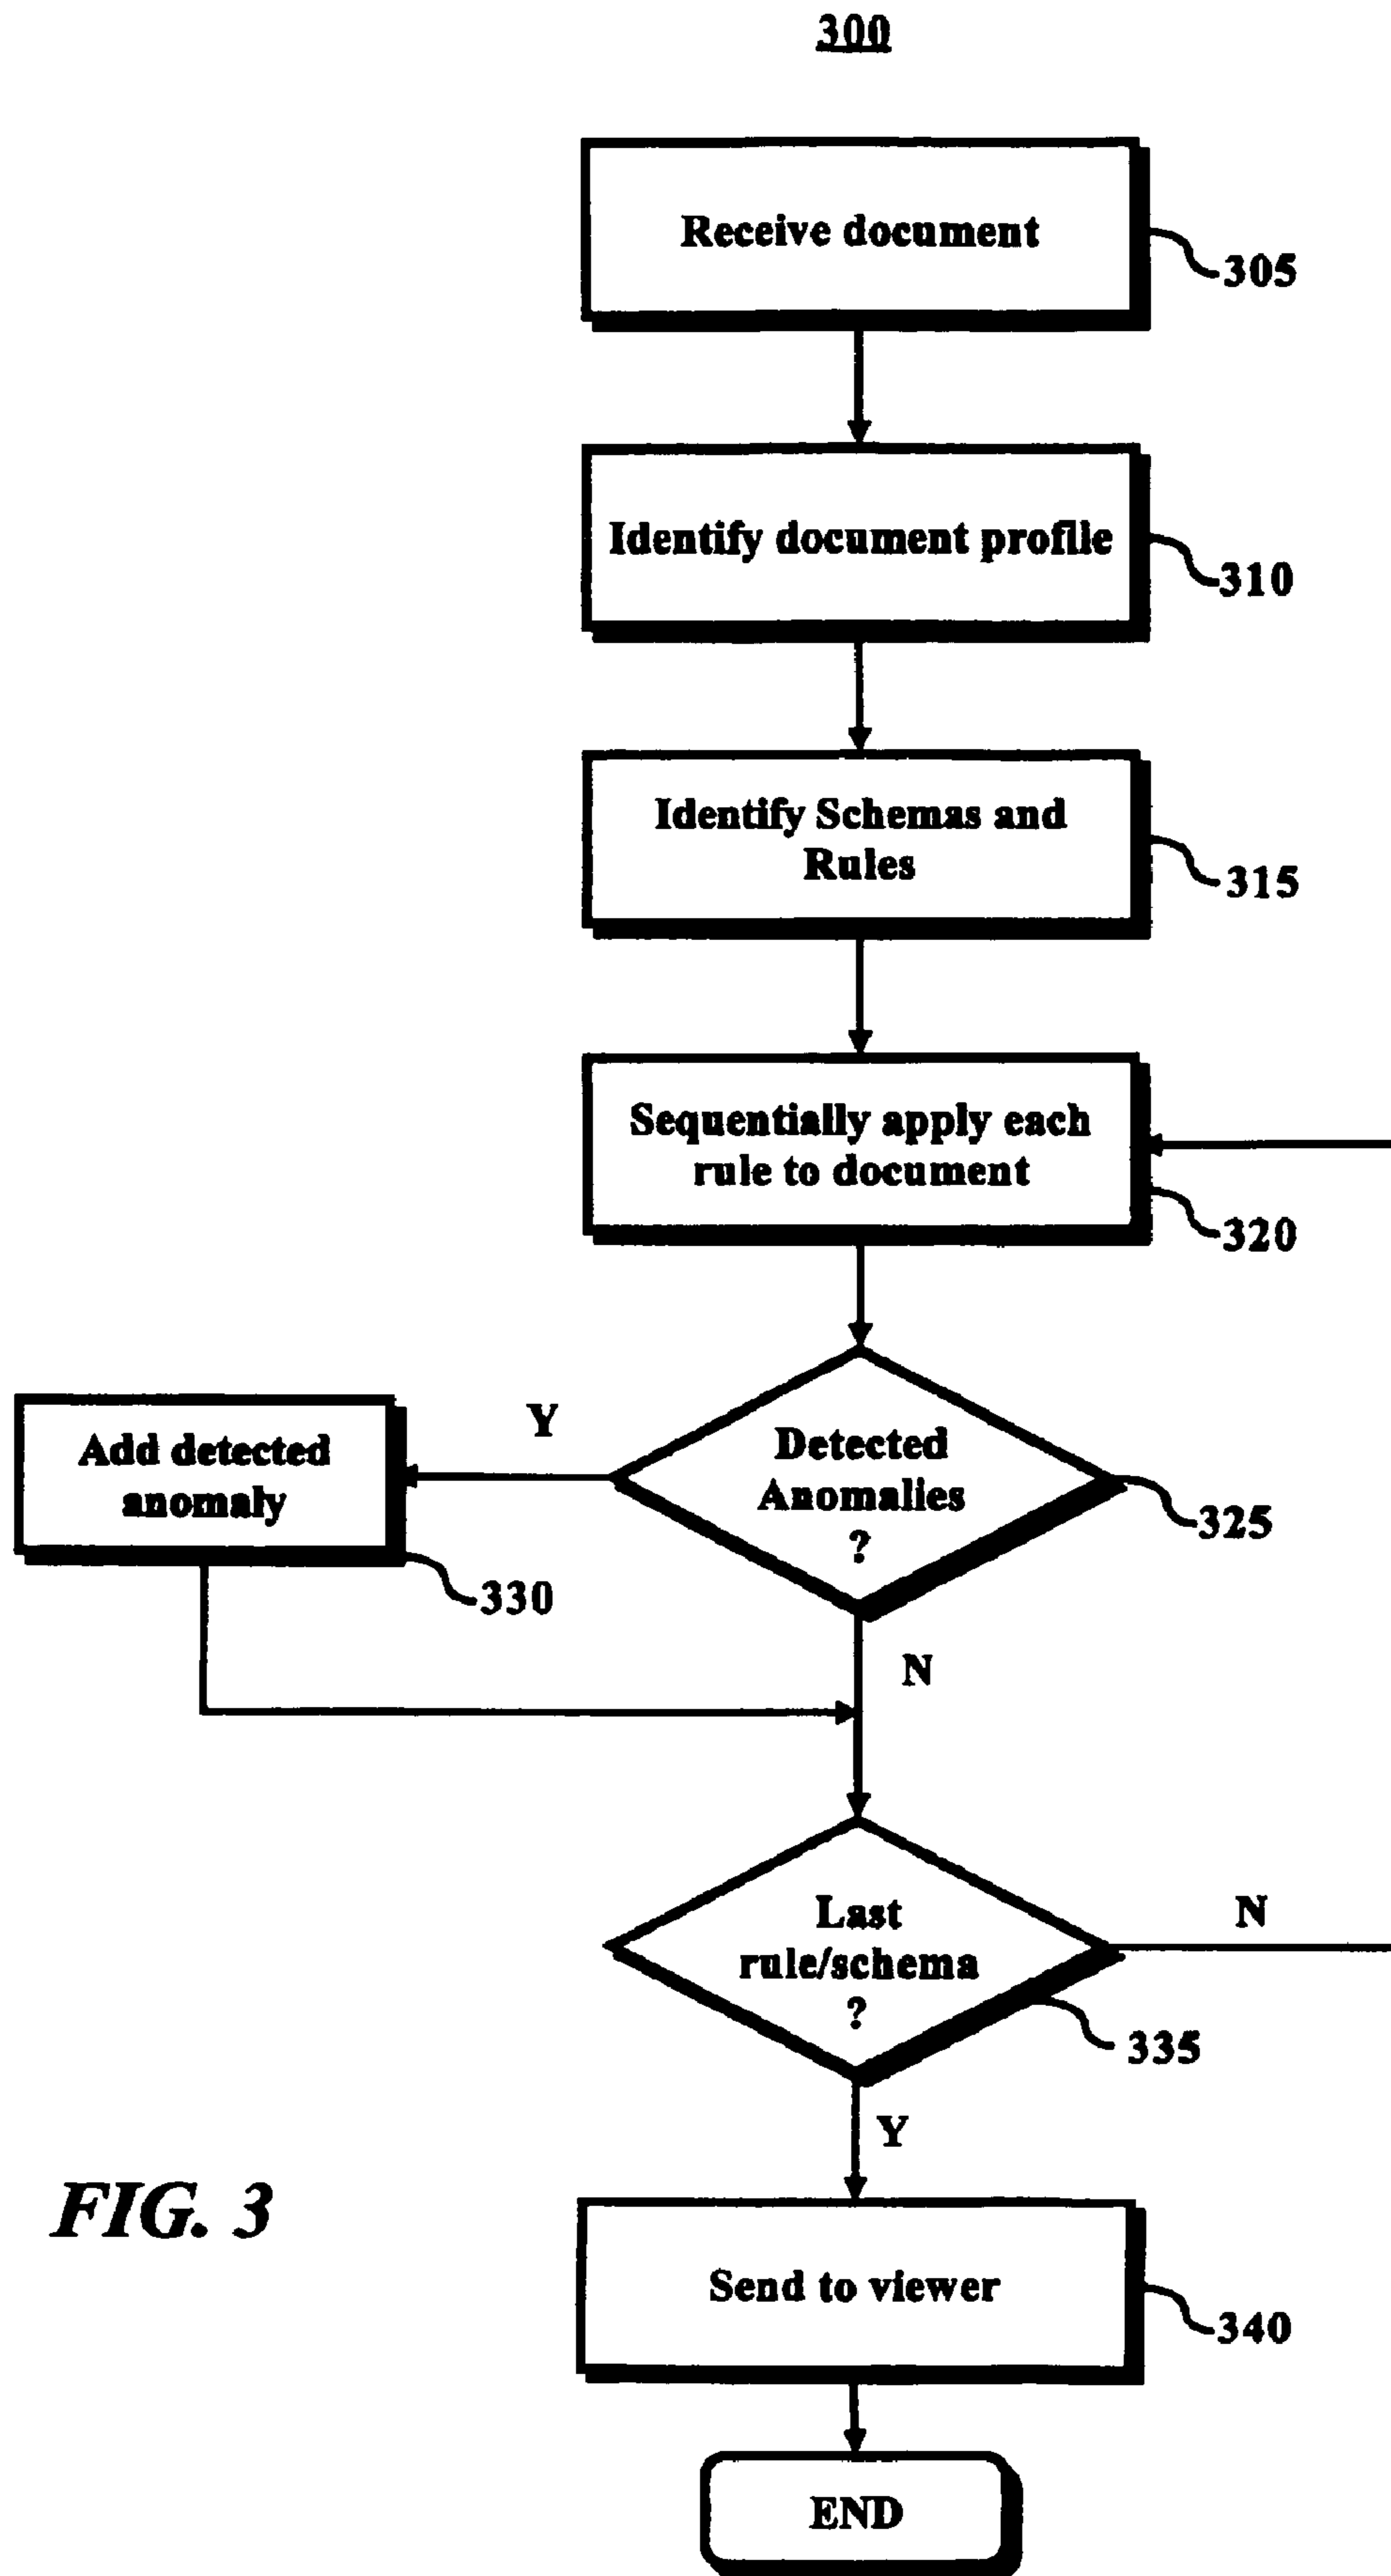 300
Receive document
305
Identify document profile
310
Identify Schemas and
Rules
315
Sequentially apply each
rule to document
320
Detected
Anomalies
?
325
Y
Add detected
anomaly
330
N
Last
rule/schema
?
335
N
Y
Send to viewer
340
END
FIG. 3